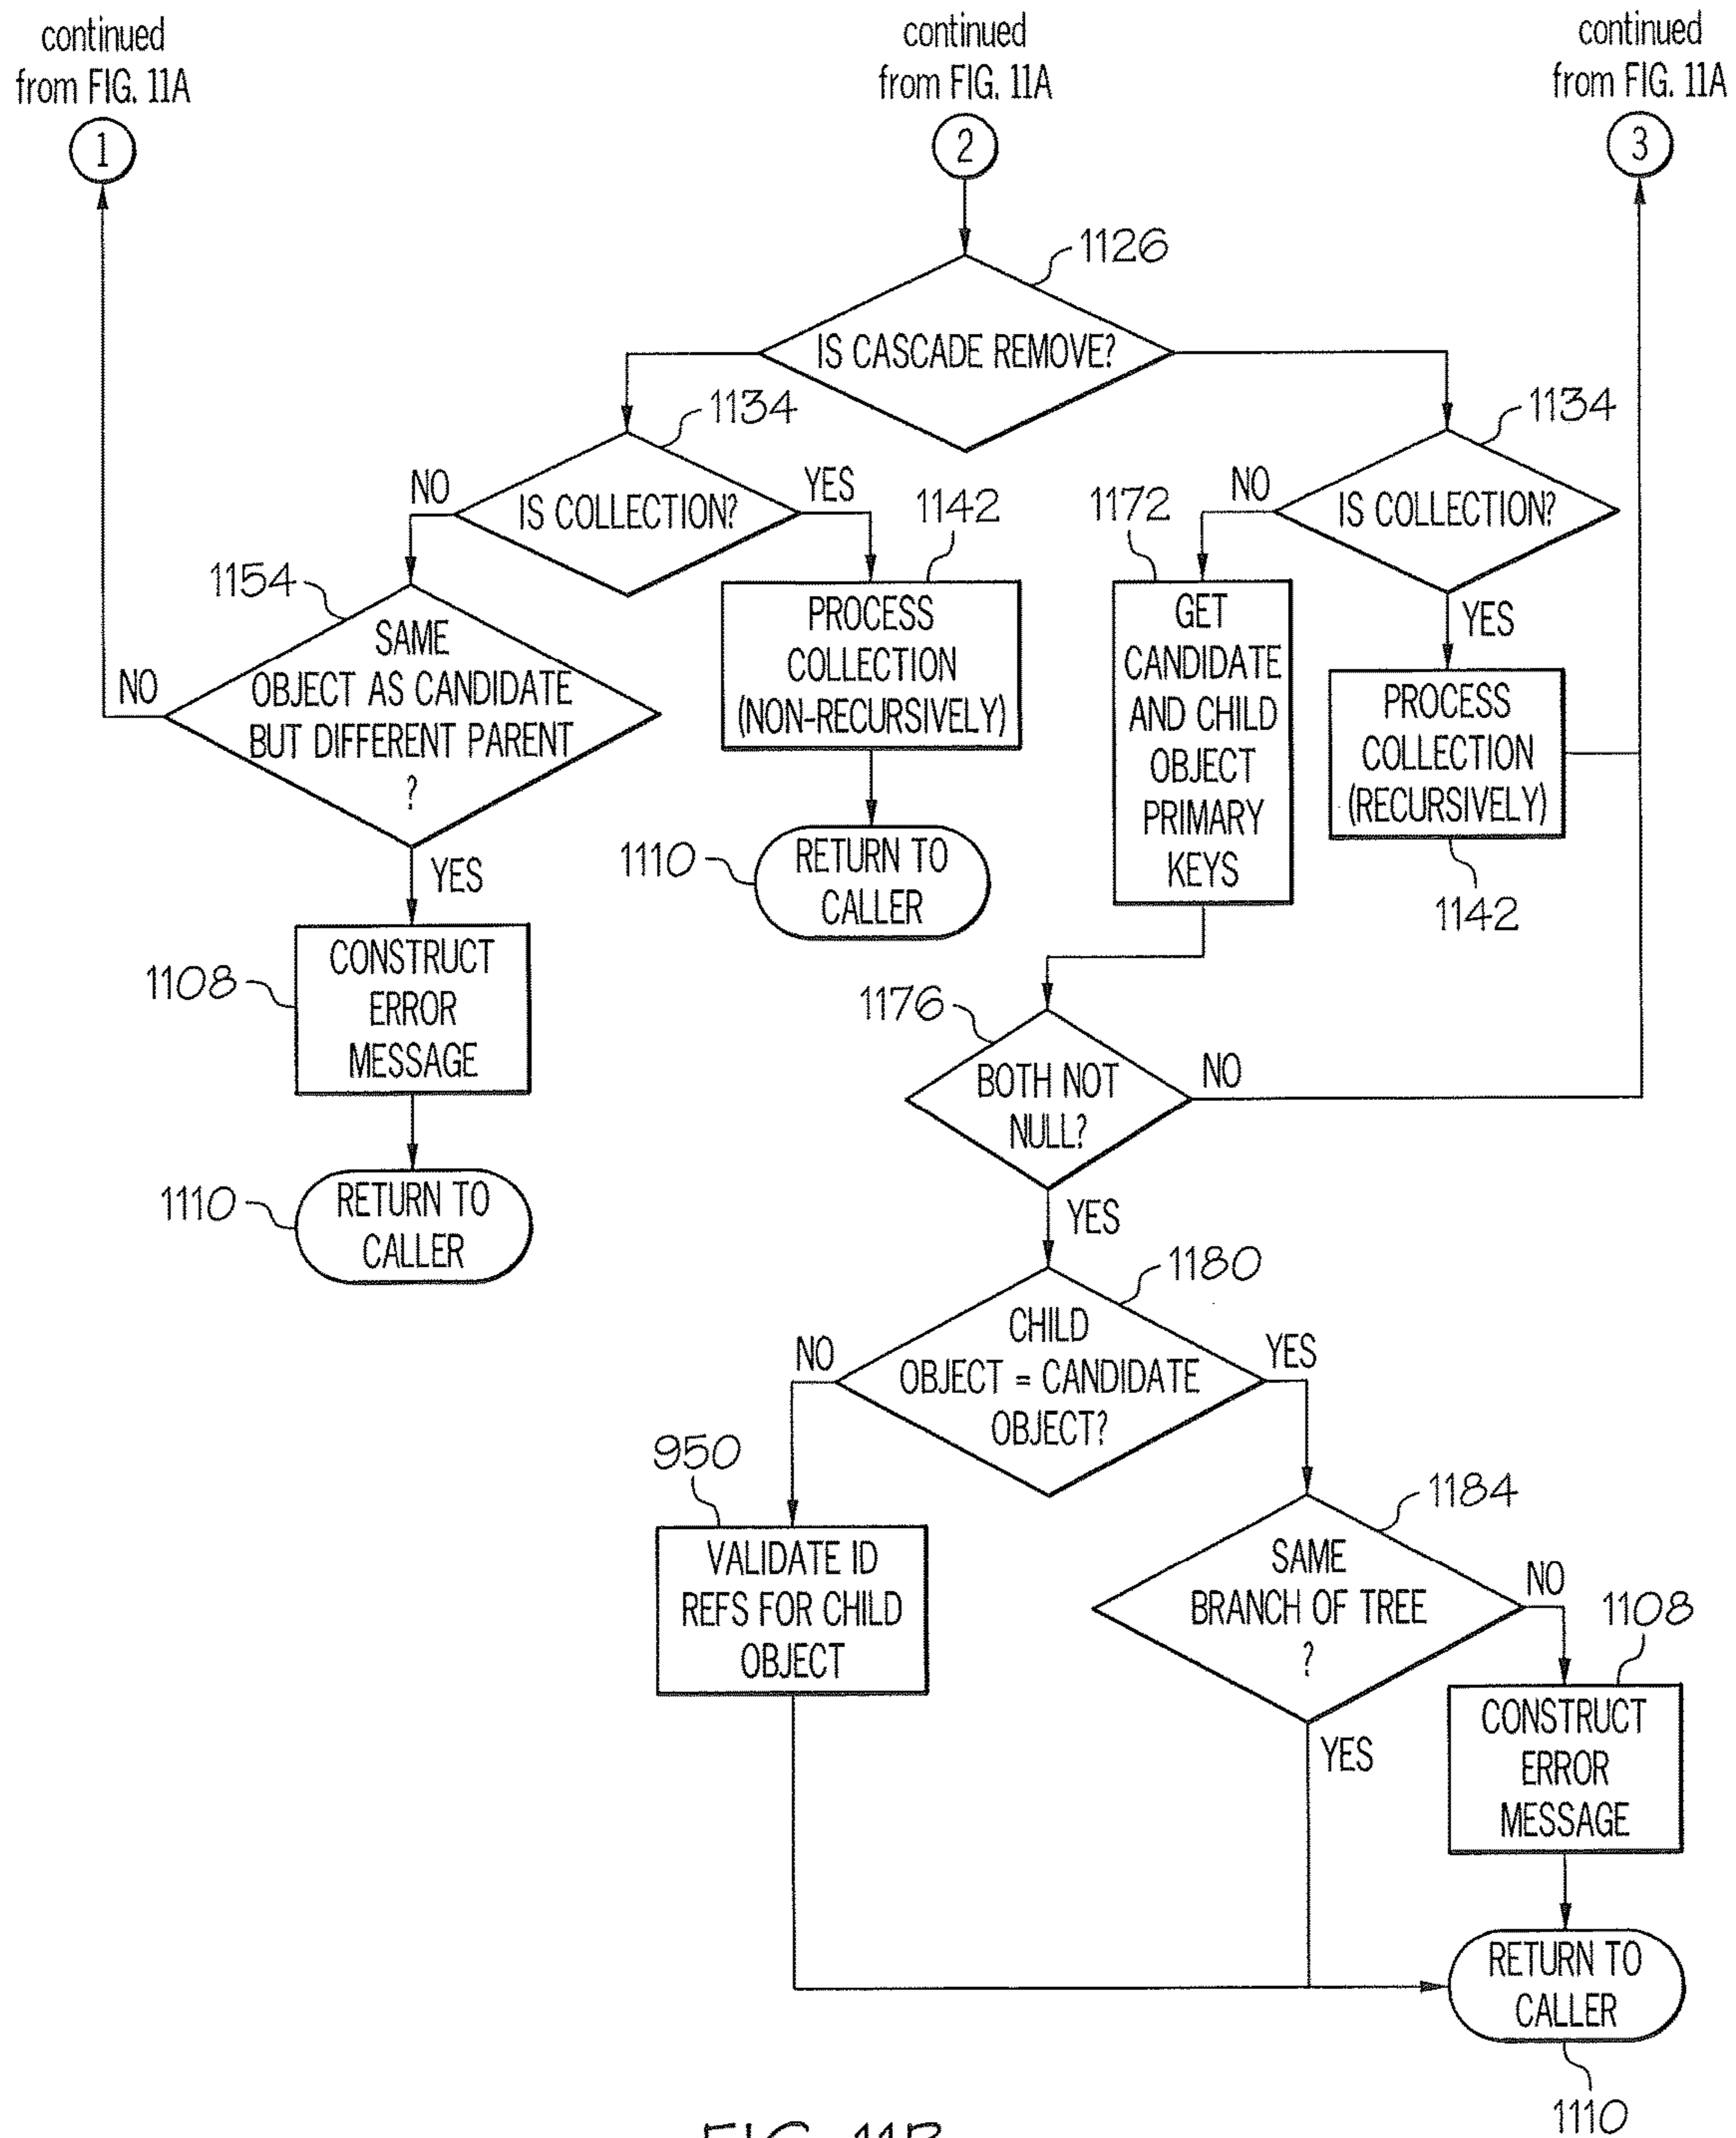 continued
from FIG. 11A
1
continued
from FIG. 11A
2
continued
from FIG. 11A
3
1126
IS CASCADE REMOVE?
1134
IS COLLECTION?
NO
YES
1134
IS COLLECTION?
NO
YES
1154
SAME
OBJECT AS CANDIDATE
BUT DIFFERENT PARENT
?
NO
YES
1142
PROCESS
COLLECTION
(NON-RECURSIVELY)
1110
RETURN TO
CALLER
1172
GET
CANDIDATE
AND CHILD
OBJECT
PRIMARY
KEYS
PROCESS
COLLECTION
(RECURSIVELY)
1142
1108
CONSTRUCT
ERROR
MESSAGE
1110
RETURN TO
CALLER
1176
BOTH NOT
NULL?
NO
YES
1180
CHILD
OBJECT = CANDIDATE
OBJECT?
NO
YES
950
VALIDATE ID
REFS FOR CHILD
OBJECT
1184
SAME
BRANCH OF TREE
?
NO
YES
1108
CONSTRUCT
ERROR
MESSAGE
RETURN TO
CALLER
1110
FIG. 11B